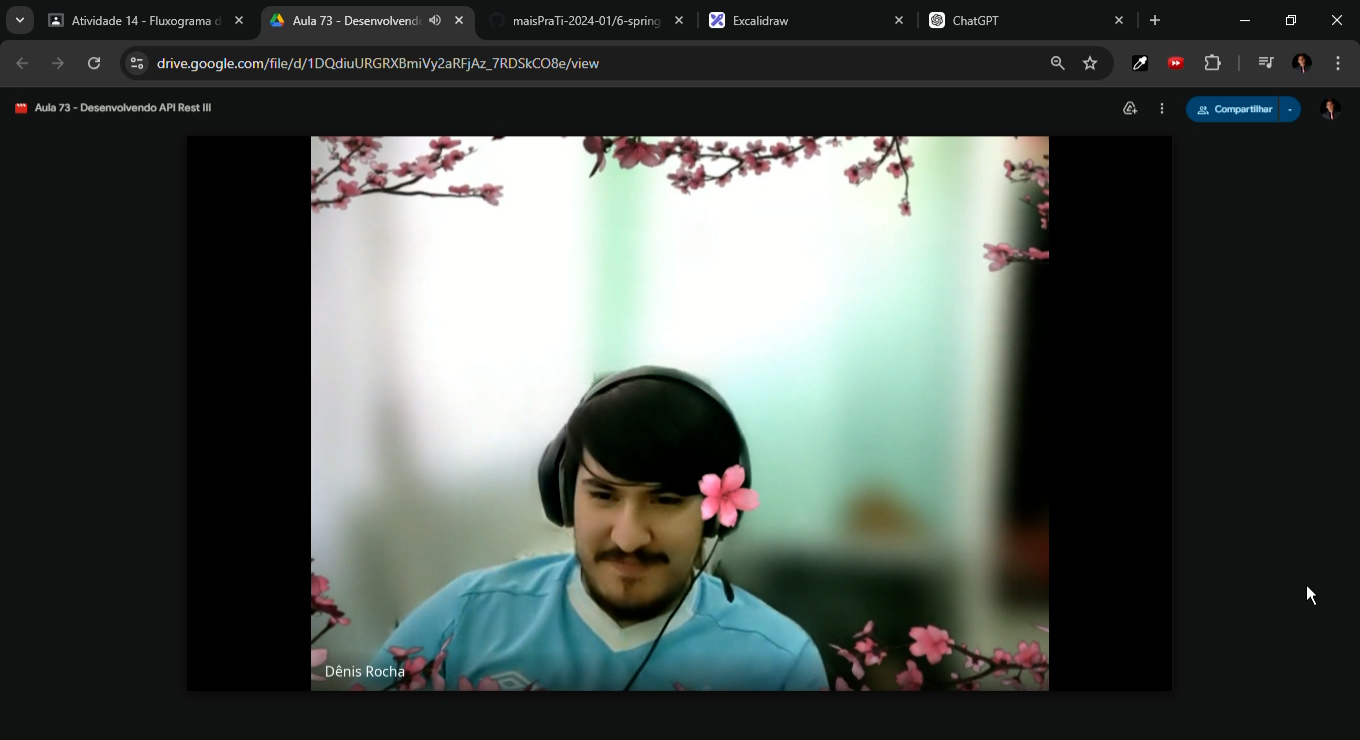 Atividade 14 - Fluxograma d
Aula 73 - Desenvolvend
maisPraTi-2024-01/6-spring
Excalidraw
ChatGPT
drive.google.com/file/d/1DQdiuURGRXBmiVy2aRFjAz_7RDSkCO8e/view
Aula 73 - Desenvolvendo API Rest III
Compartilhar
Dênis Rocha